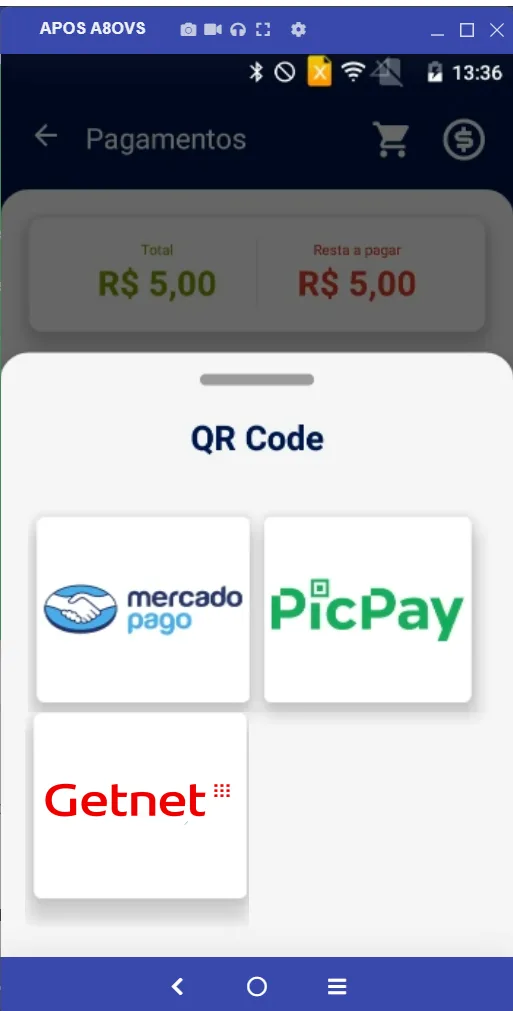 APOS A8OVS
13:36
Pagamentos
Total
Resta a pagar
R$ 5,00
R$ 5,00
QR Code
mercado
pago
PicPay
Getnet